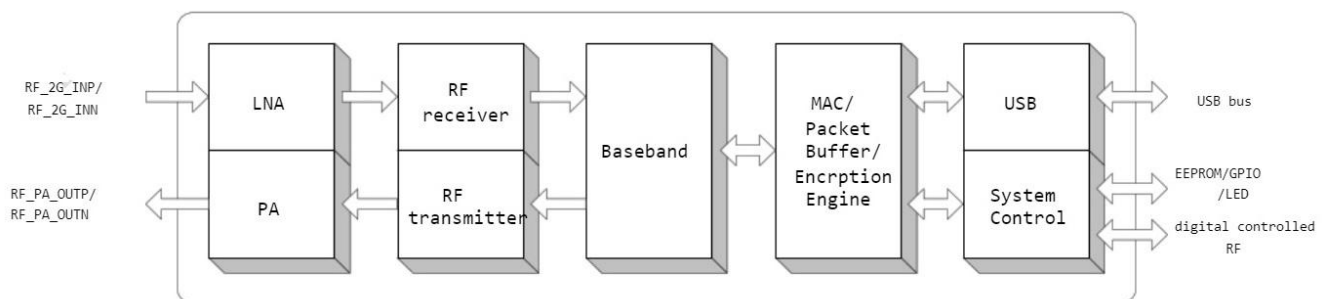 RF_2G_INP/
RF_2G_INN
LNA
RF
receiver
Baseband
MAC/
Packet
Buffer/
Encrption
Engine
USB
USB bus
RF_PA_OUTP/
RF_PA_OUTN
PA
RF
transmitter
System
Control
EEPROM/GPIO
/LED
digital controlled
RF